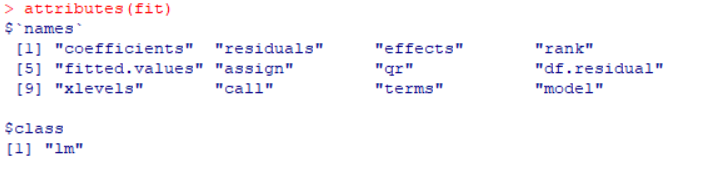 > attributes(fit)
$`names`
 [1] "coefficients"  "residuals"     "effects"       "rank"
 [5] "fitted.values" "assign"        "qr"            "df.residual"
 [9] "xlevels"       "call"          "terms"         "model"
$class
[1] "lm"